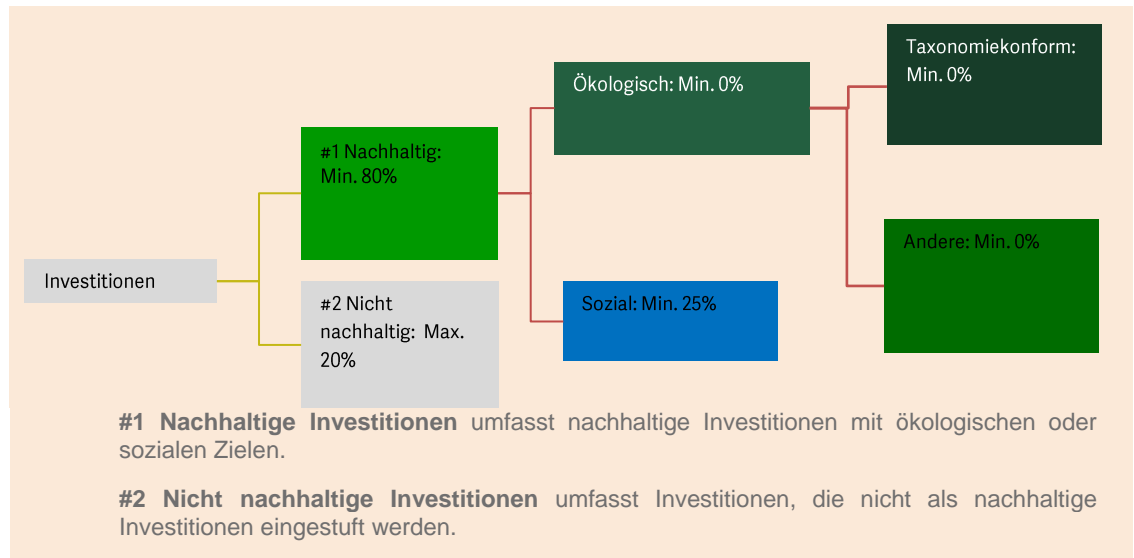 Taxonomiekonform:
Min. 0%
Ökologisch: Min. 0%
#1 Nachhaltig:
Min. 80%
Andere: Min. 0%
Investitionen
#2 Nicht
nachhaltig: Max.
20%
Sozial: Min. 25%
#1 Nachhaltige Investitionen umfasst nachhaltige Investitionen mit ökologischen oder
sozialen Zielen.
#2 Nicht nachhaltige Investitionen umfasst Investitionen, die nicht als nachhaltige
Investitionen eingestuft werden.